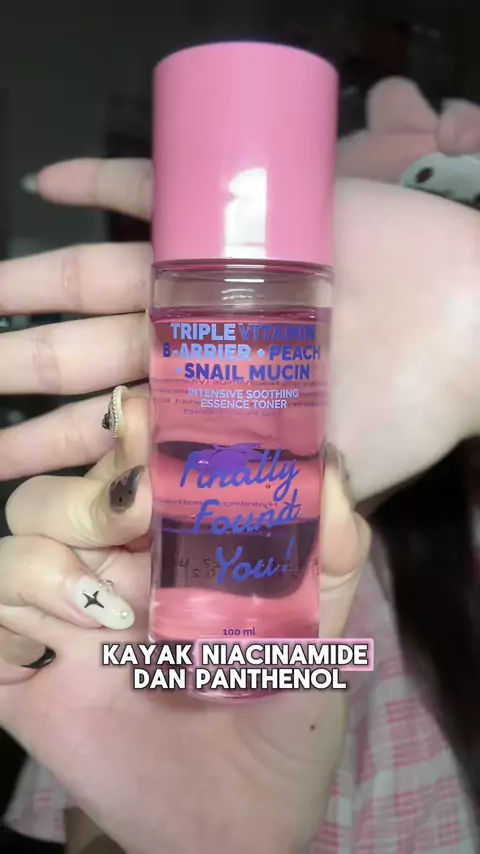 TRIPLE VITAMIN
B-ARRIER + PEACH
+ SNAIL MUCIN
INTENSIVE SOOTHING
ESSENCE TONER
Finally
Found
You!
100 ml
KAYAK NIACINAMIDE
DAN PANTHENOL